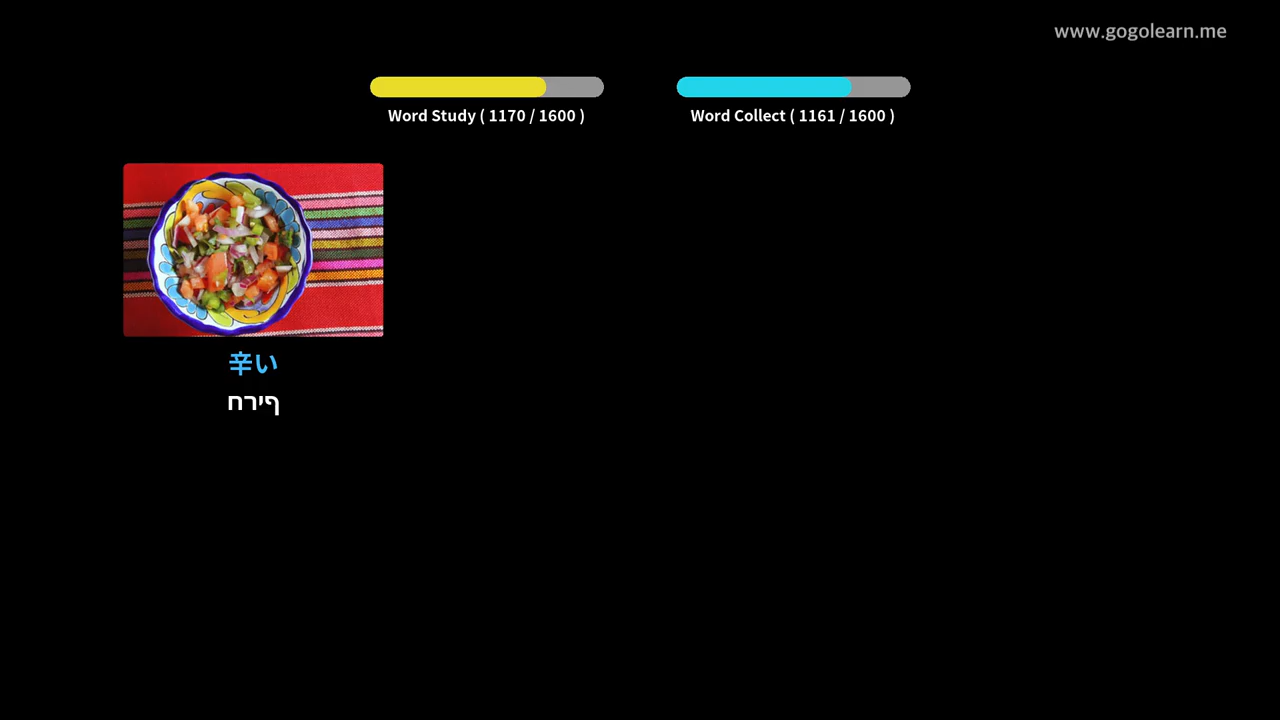 www.gogolearn.me
Word Study ( 1170 / 1600 )
Word Collect ( 1161 / 1600 )
辛い
חריף